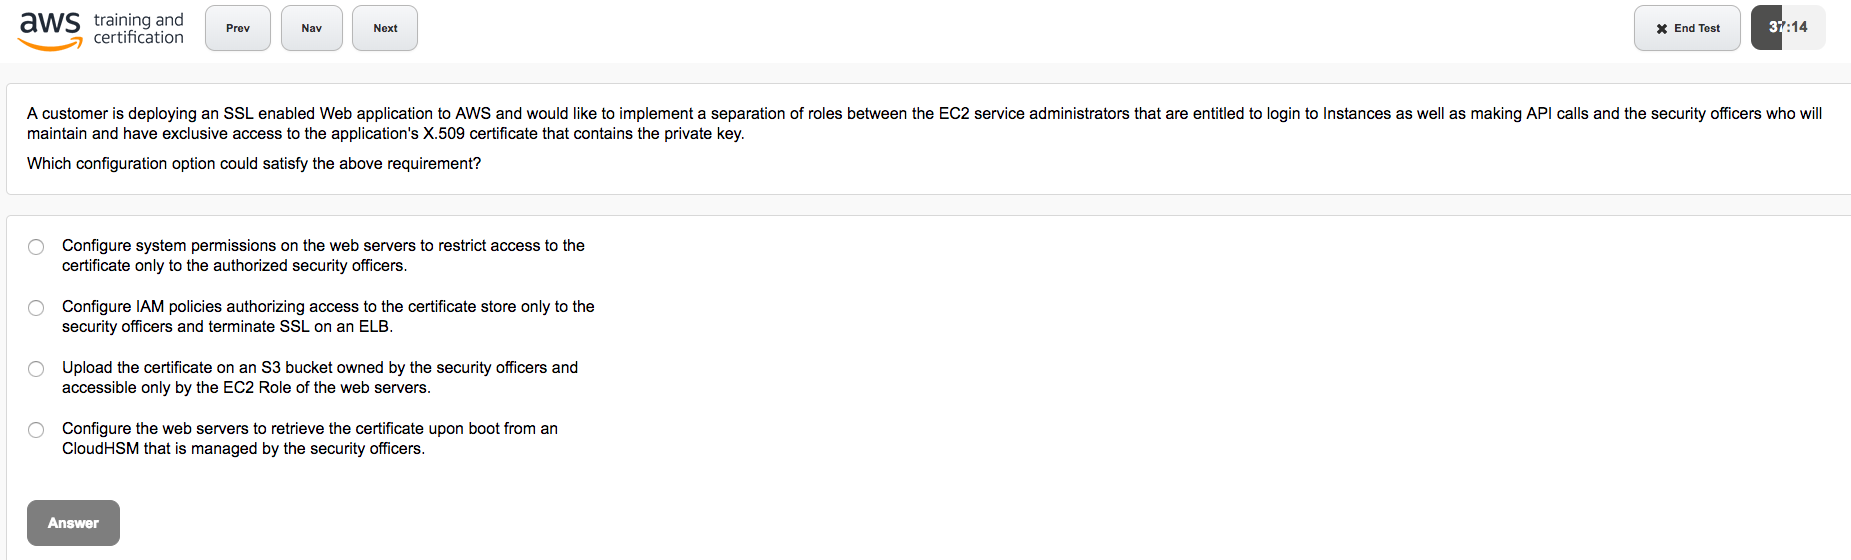 aws training and certification
Prev
Nav
Next
End Test
37:14
A customer is deploying an SSL enabled Web application to AWS and would like to implement a separation of roles between the EC2 service administrators that are entitled to login to Instances as well as making API calls and the security officers who will
maintain and have exclusive access to the application's X.509 certificate that contains the private key.
Which configuration option could satisfy the above requirement?
Configure system permissions on the web servers to restrict access to the
certificate only to the authorized security officers.
Configure IAM policies authorizing access to the certificate store only to the
security officers and terminate SSL on an ELB.
Upload the certificate on an S3 bucket owned by the security officers and
accessible only by the EC2 Role of the web servers.
Configure the web servers to retrieve the certificate upon boot from an
CloudHSM that is managed by the security officers.
Answer